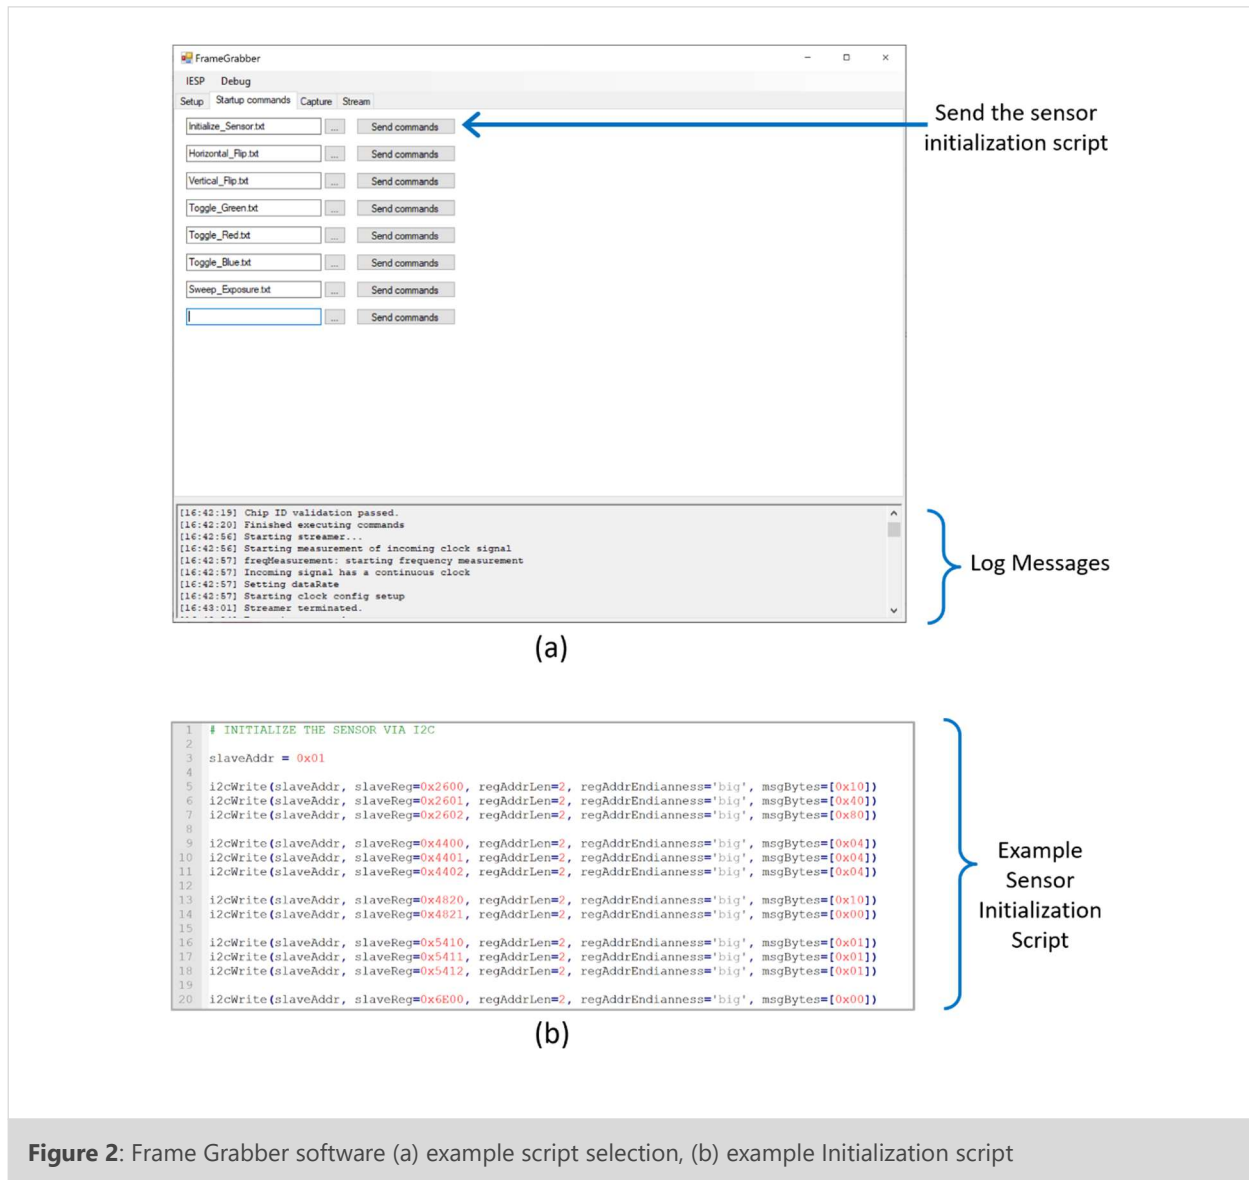 FrameGrabber
IESP Debug
Setup Startup commands Capture Stream
Initialize_Sensor.txt ... Send commands
Horizontal_Flip.txt ... Send commands
Vertical_Flip.txt ... Send commands
Toggle_Green.txt ... Send commands
Toggle_Red.txt ... Send commands
Toggle_Blue.txt ... Send commands
Sweep_Exposure.txt ... Send commands
... Send commands
Send the sensor
initialization script
[16:42:19] Chip ID validation passed.
[16:42:20] Finished executing commands
[16:42:56] Starting streamer...
[16:42:56] Starting measurement of incoming clock signal
[16:42:57] freqMeasurement: starting frequency measurement
[16:42:57] Incoming signal has a continuous clock
[16:42:57] Setting dataRate
[16:42:57] Starting clock config setup
[16:43:01] Streamer terminated.
Log Messages
(a)
1 # INITIALIZE THE SENSOR VIA I2C
2
3 slaveAddr = 0x01
4
5 i2cWrite(slaveAddr, slaveReg=0x2600, regAddrLen=2, regAddrEndianness='big', msgBytes=[0x10])
6 i2cWrite(slaveAddr, slaveReg=0x2601, regAddrLen=2, regAddrEndianness='big', msgBytes=[0x40])
7 i2cWrite(slaveAddr, slaveReg=0x2602, regAddrLen=2, regAddrEndianness='big', msgBytes=[0x80])
8
9 i2cWrite(slaveAddr, slaveReg=0x4400, regAddrLen=2, regAddrEndianness='big', msgBytes=[0x04])
10 i2cWrite(slaveAddr, slaveReg=0x4401, regAddrLen=2, regAddrEndianness='big', msgBytes=[0x04])
11 i2cWrite(slaveAddr, slaveReg=0x4402, regAddrLen=2, regAddrEndianness='big', msgBytes=[0x04])
12
13 i2cWrite(slaveAddr, slaveReg=0x4820, regAddrLen=2, regAddrEndianness='big', msgBytes=[0x10])
14 i2cWrite(slaveAddr, slaveReg=0x4821, regAddrLen=2, regAddrEndianness='big', msgBytes=[0x00])
15
16 i2cWrite(slaveAddr, slaveReg=0x5410, regAddrLen=2, regAddrEndianness='big', msgBytes=[0x01])
17 i2cWrite(slaveAddr, slaveReg=0x5411, regAddrLen=2, regAddrEndianness='big', msgBytes=[0x01])
18 i2cWrite(slaveAddr, slaveReg=0x5412, regAddrLen=2, regAddrEndianness='big', msgBytes=[0x01])
19
20 i2cWrite(slaveAddr, slaveReg=0x6E00, regAddrLen=2, regAddrEndianness='big', msgBytes=[0x00])
Example
Sensor
Initialization
Script
(b)
Figure 2: Frame Grabber software (a) example script selection, (b) example Initialization script